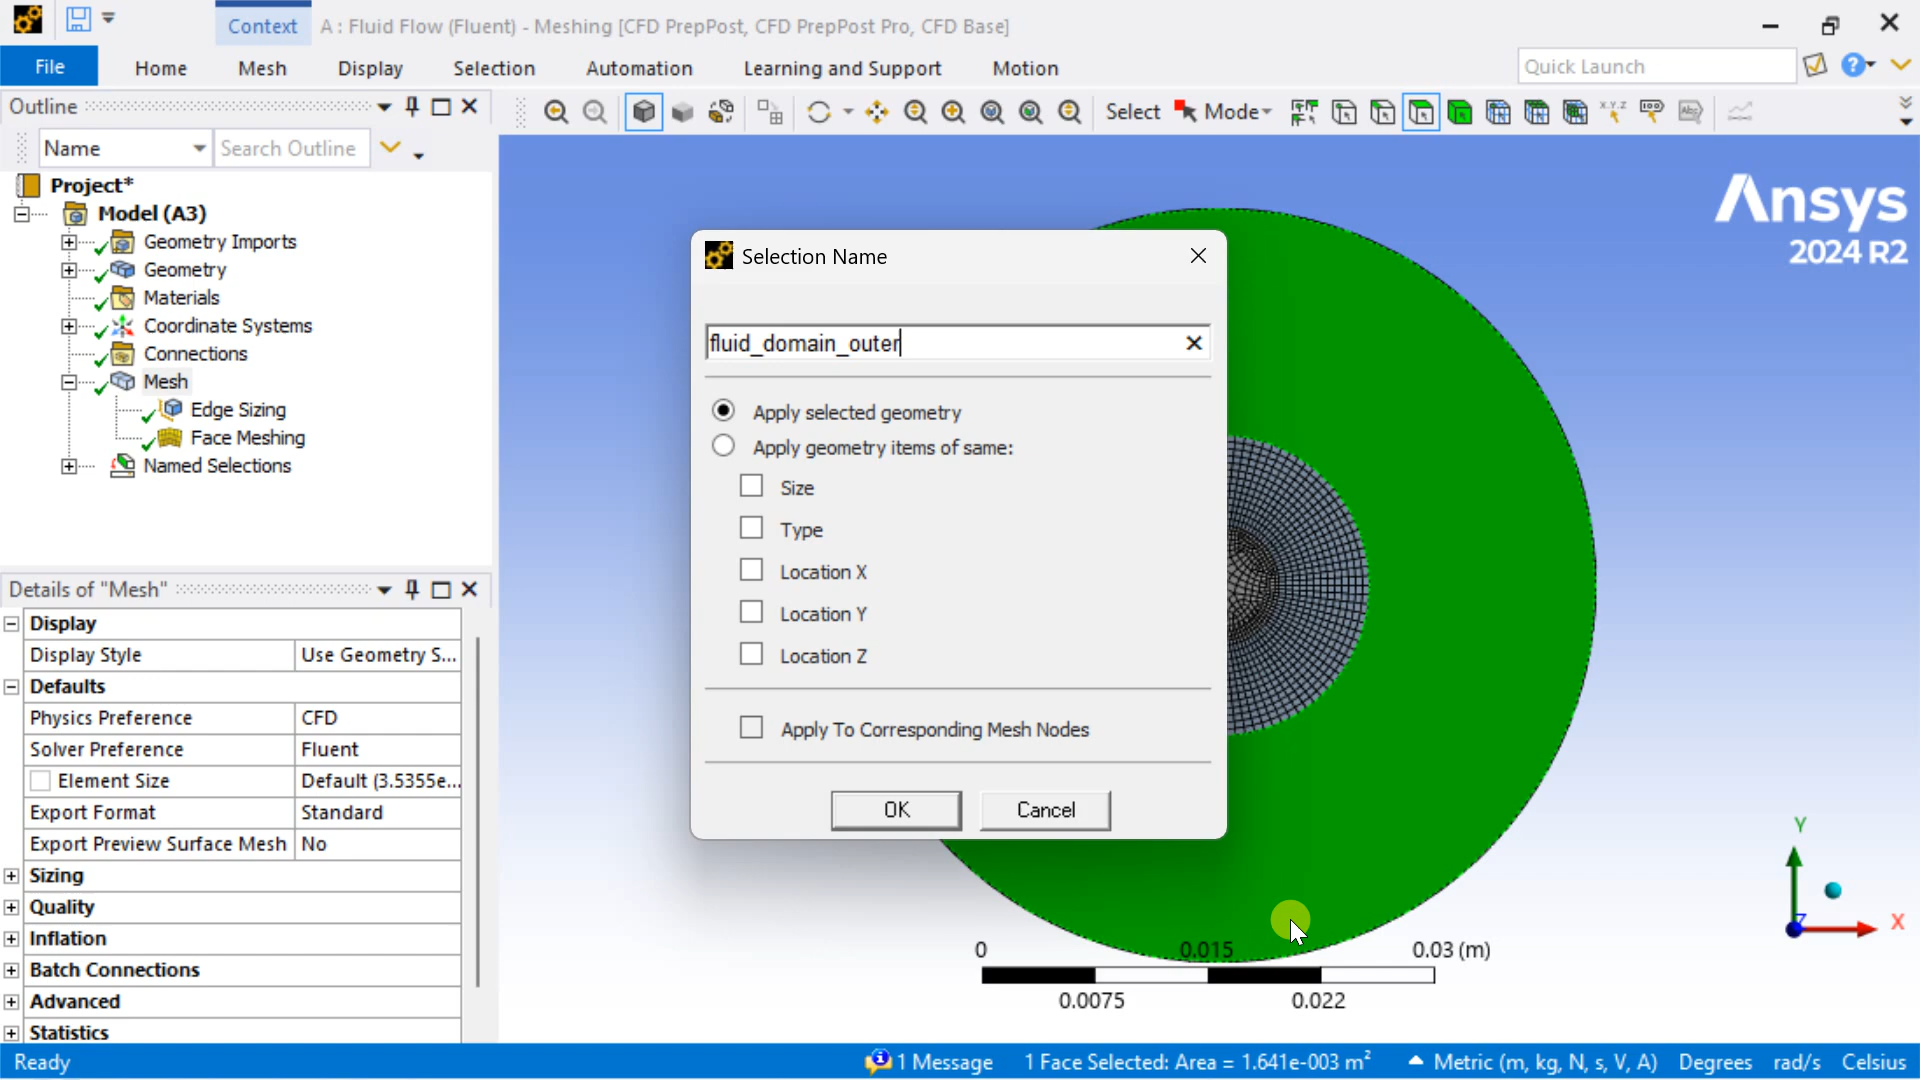 Context
A : Fluid Flow (Fluent) - Meshing [CFD PrepPost, CFD PrepPost Pro, CFD Base]
File
Home
Mesh
Display
Selection
Automation
Learning and Support
Motion
Quick Launch
Outline
Select
Mode
X,Y,Z
Name
Search Outline
Project*
Model (A3)
Geometry Imports
Geometry
Materials
Coordinate Systems
Connections
Mesh
Edge Sizing
Face Meshing
Named Selections
Ansys
2024 R2
Selection Name
fluid_domain_outer
Apply selected geometry
Apply geometry items of same:
Size
Type
Location X
Location Y
Location Z
Apply To Corresponding Mesh Nodes
OK
Cancel
Details of "Mesh"
Display
Display Style Use Geometry S...
Defaults
Physics Preference CFD
Solver Preference Fluent
Element Size Default (3.5355e...
Export Format Standard
Export Preview Surface Mesh No
Sizing
Quality
Inflation
Batch Connections
Advanced
Statistics
0 0.015 0.03 (m)
0.0075 0.022
Y
Z
X
Ready
1 Message
1 Face Selected: Area = 1.641e-003 m²
Metric (m, kg, N, s, V, A)
Degrees
rad/s
Celsius